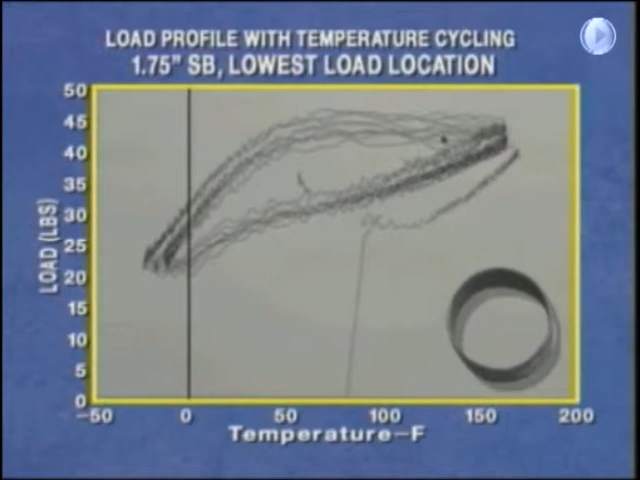 LOAD PROFILE WITH TEMPERATURE CYCLING
1.75" SB, LOWEST LOAD LOCATION
50
45
40
35
30
25
20
15
10
5
0
LOAD (LBS)
-50 0 50 100 150 200
Temperature-F